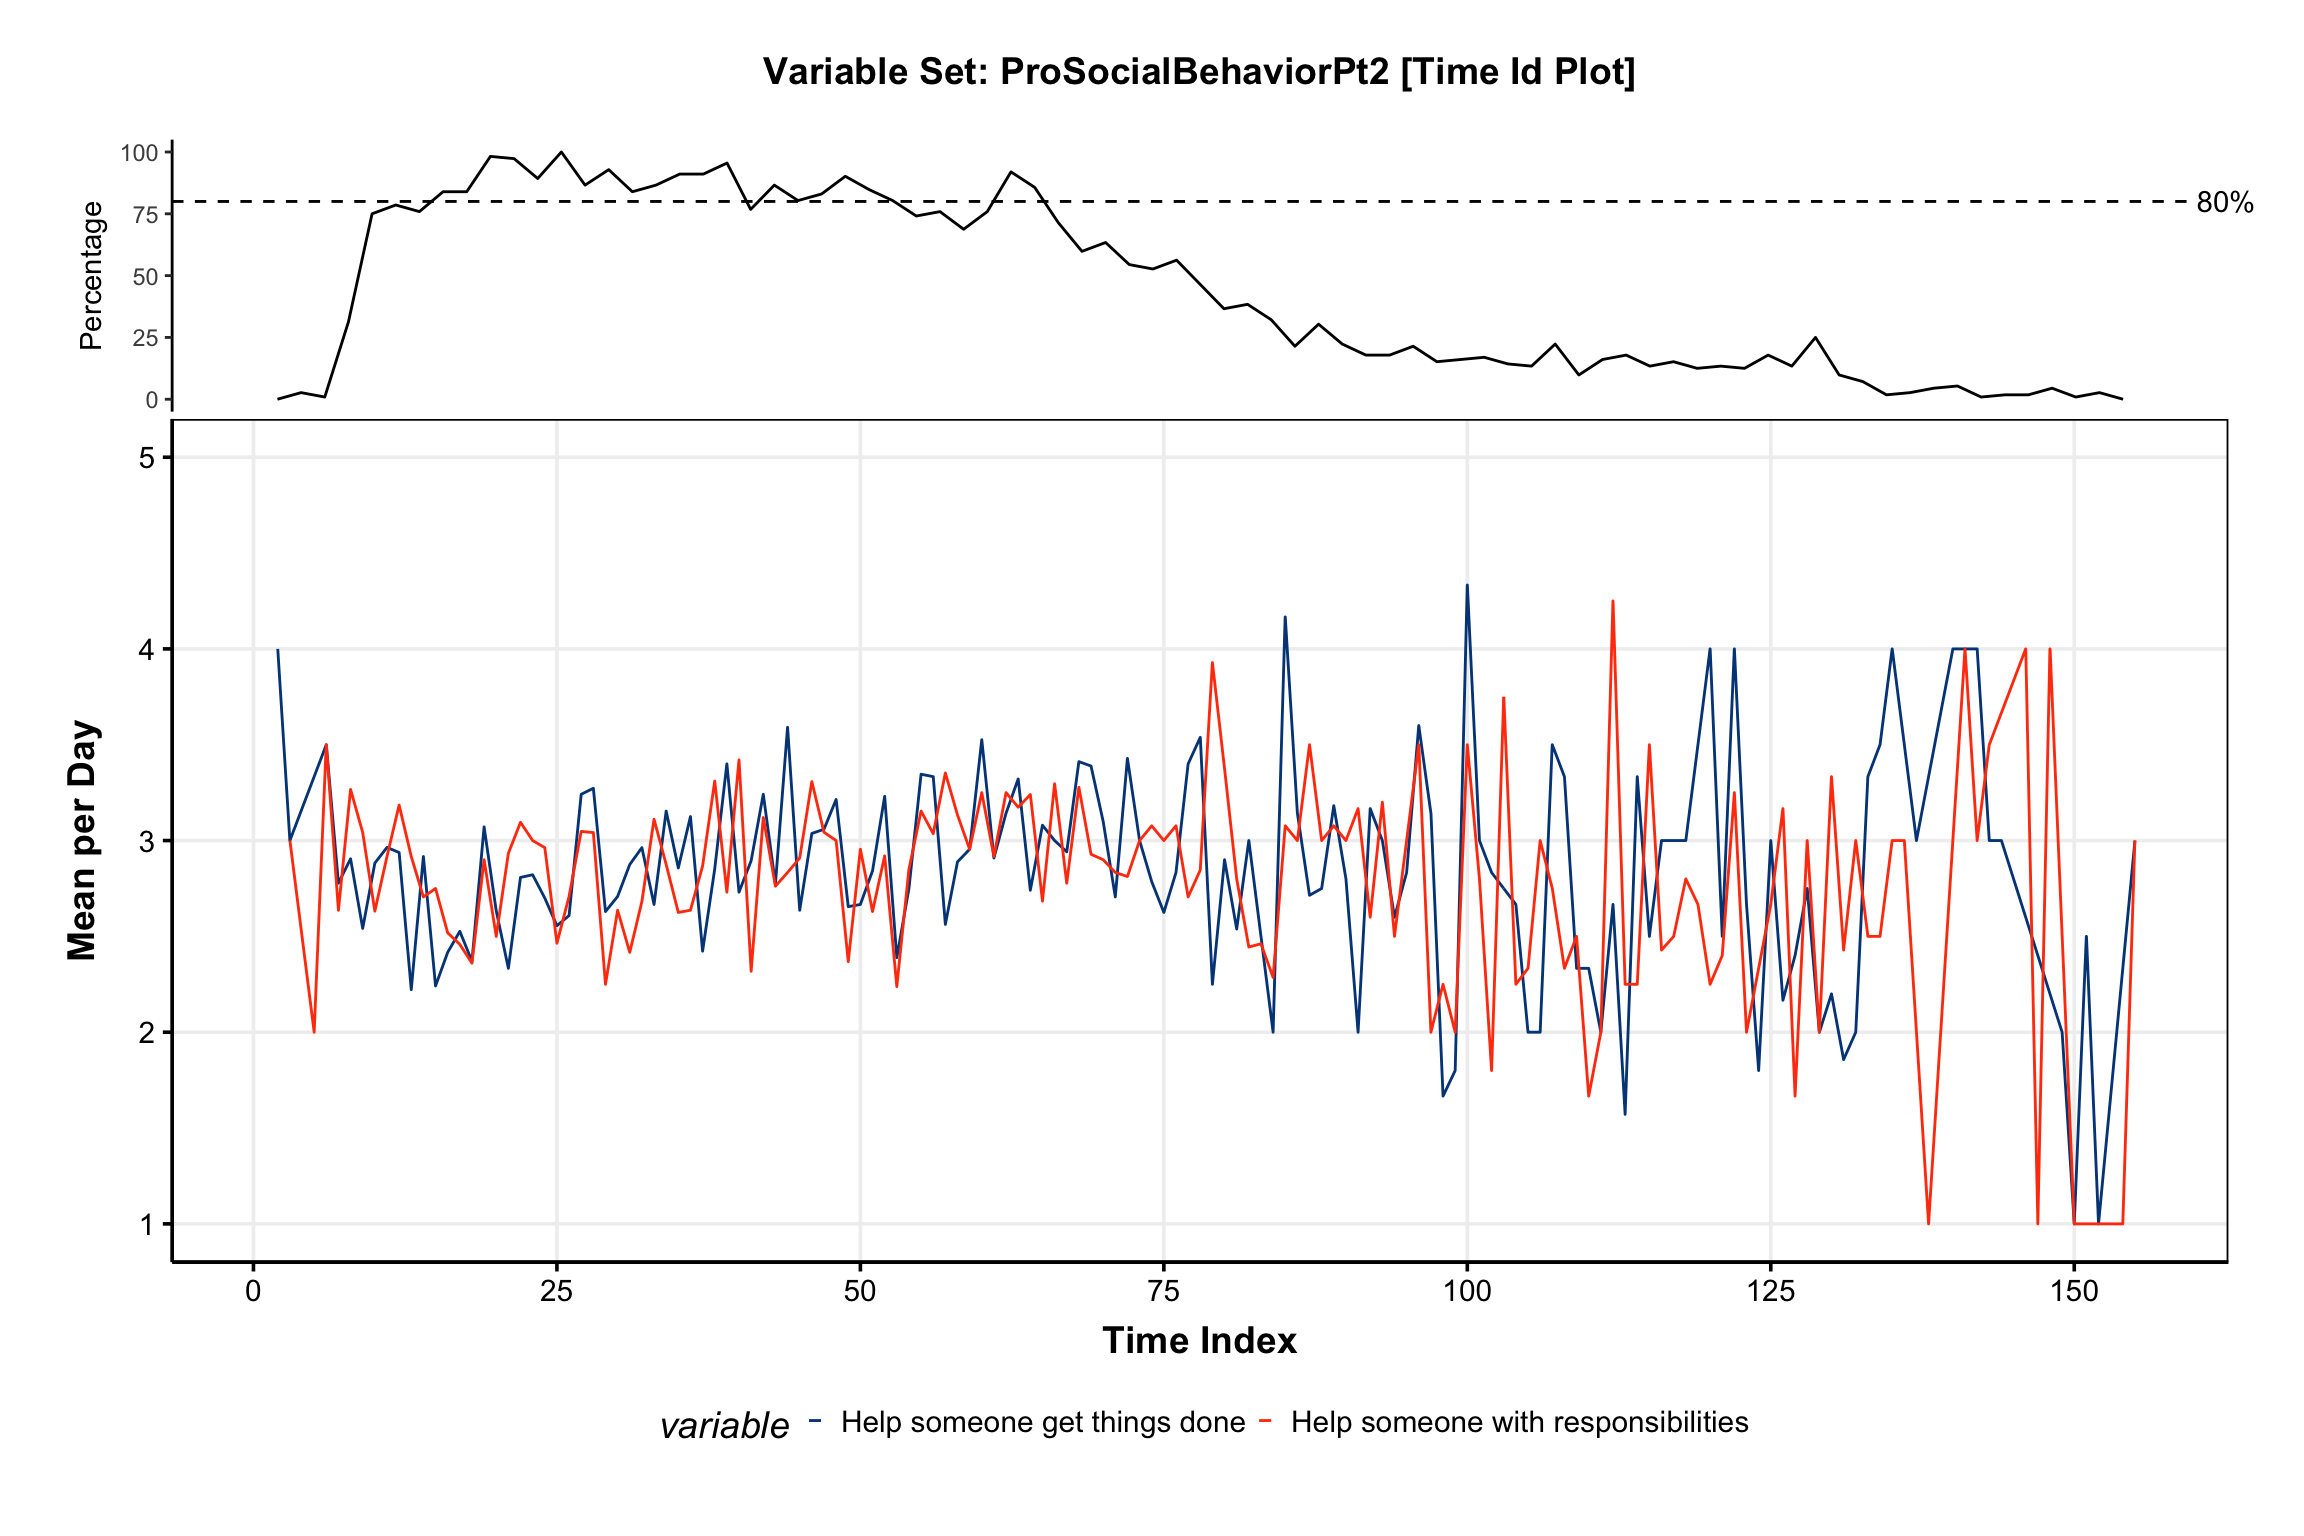 Variable Set: ProSocialBehaviorPt2 [Time Id Plot]
100
75
50
25
0
Percentage
80%
5
4
3
2
1
Mean per Day
0 25 50 75 100 125 150
Time Index
variable Help someone get things done Help someone with responsibilities